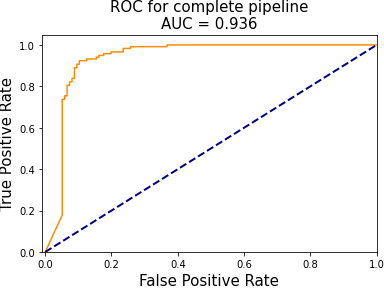 ROC for complete pipeline
AUC = 0.936
True Positive Rate
1.0
0.8
0.6
0.4
0.2
0.0
0.0 0.2 0.4 0.6 0.8 1.0
False Positive Rate